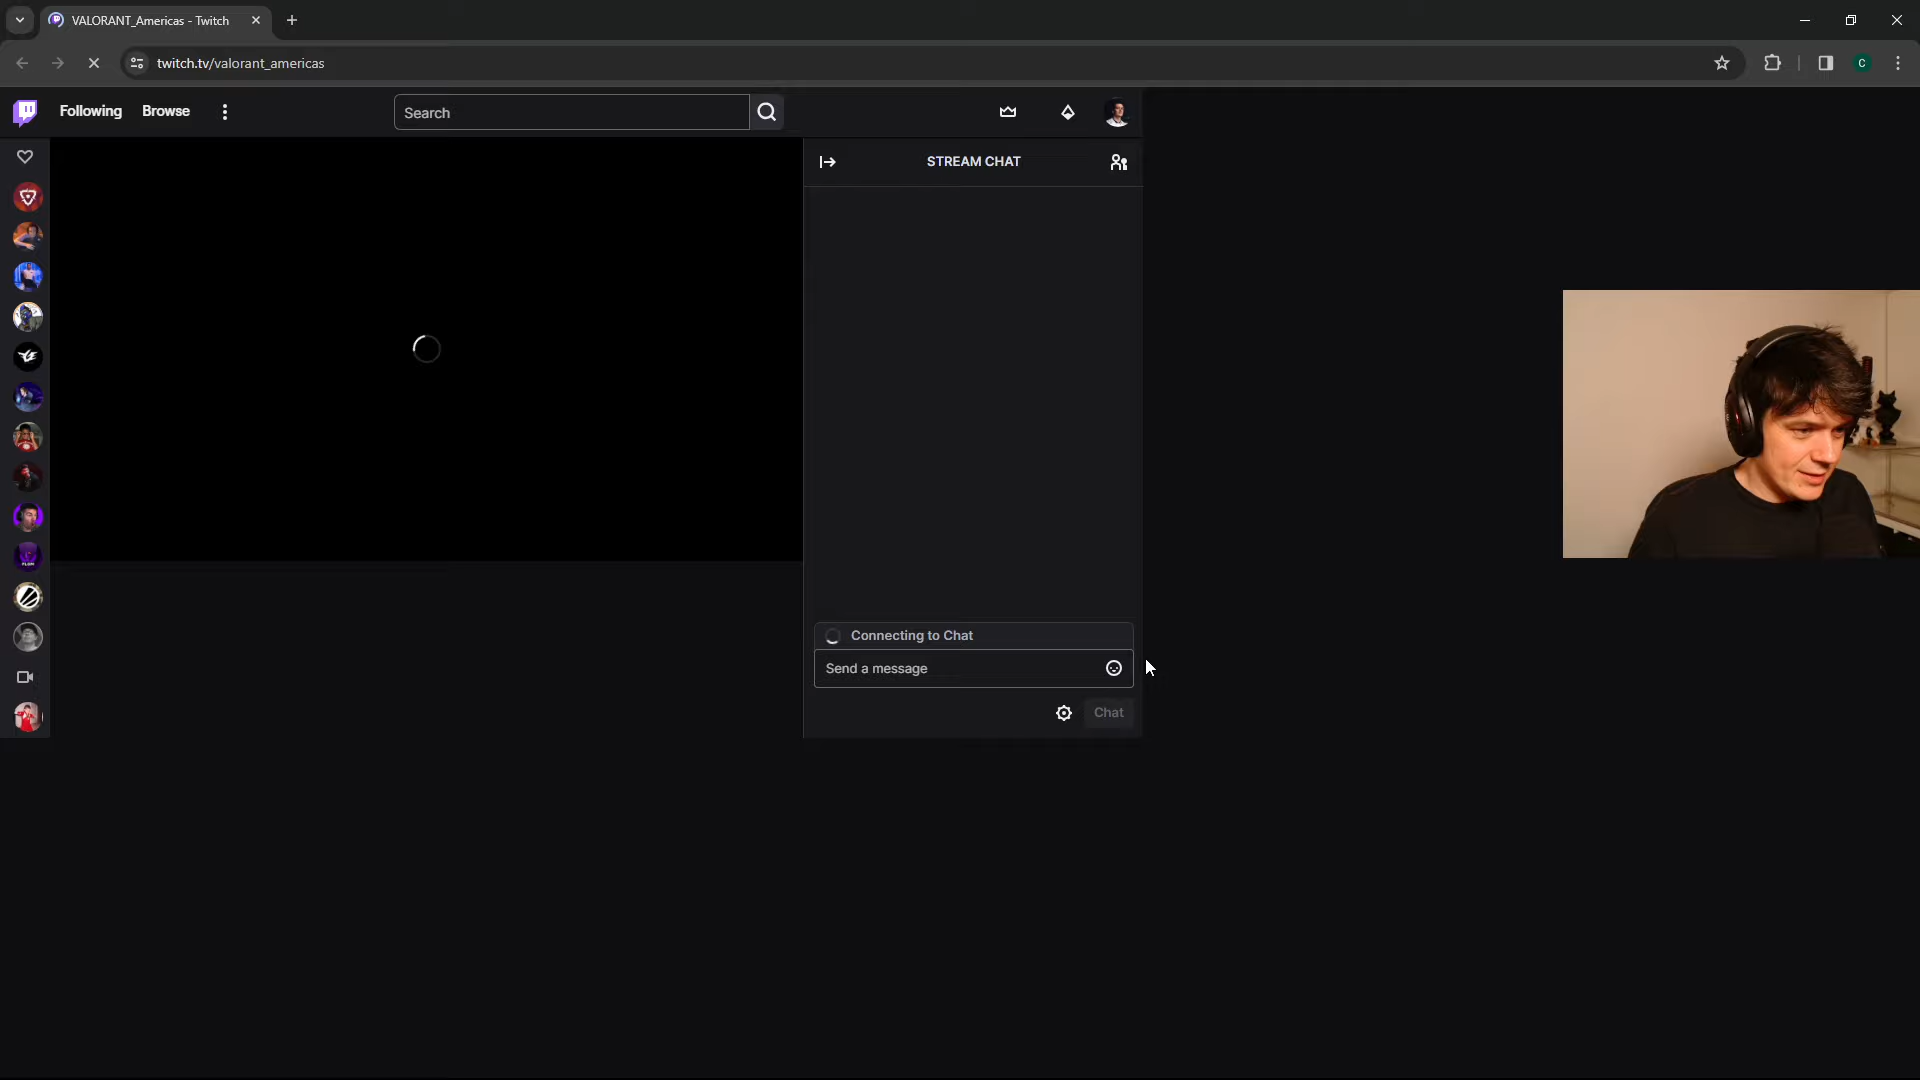 VALORANT_Americas - Twitch
twitch.tv/valorant_americas
C
Following
Browse
Search
STREAM CHAT
Connecting to Chat
Send a message
Chat